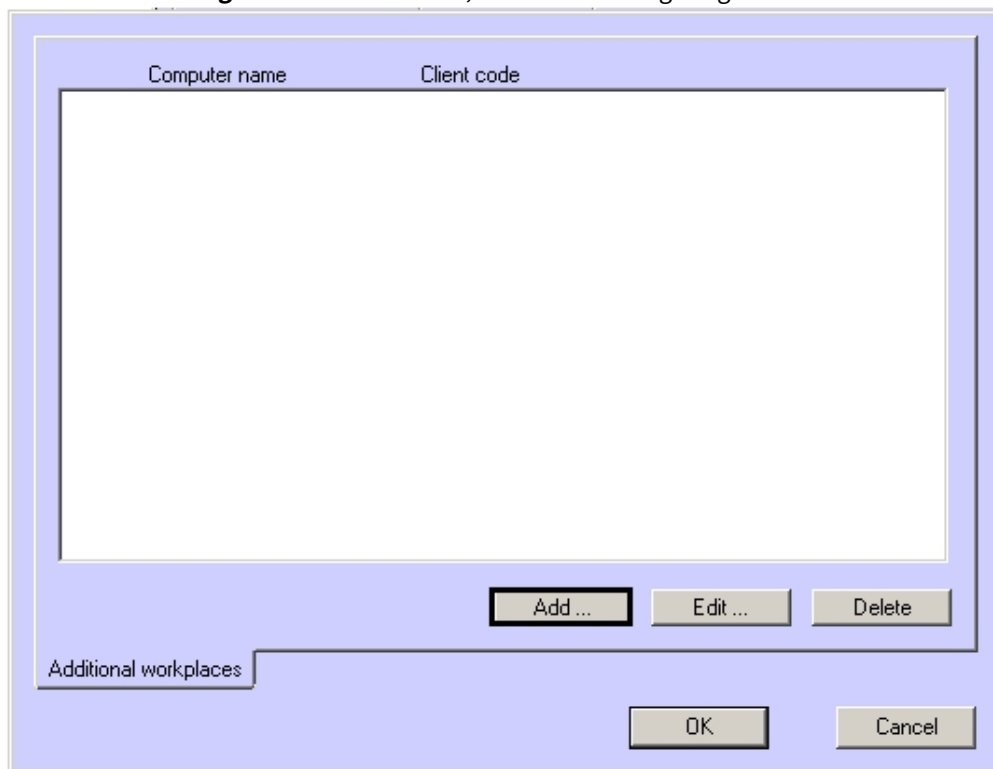 Computer name Client code
Add ... Edit ... Delete
Additional workplaces
OK Cancel